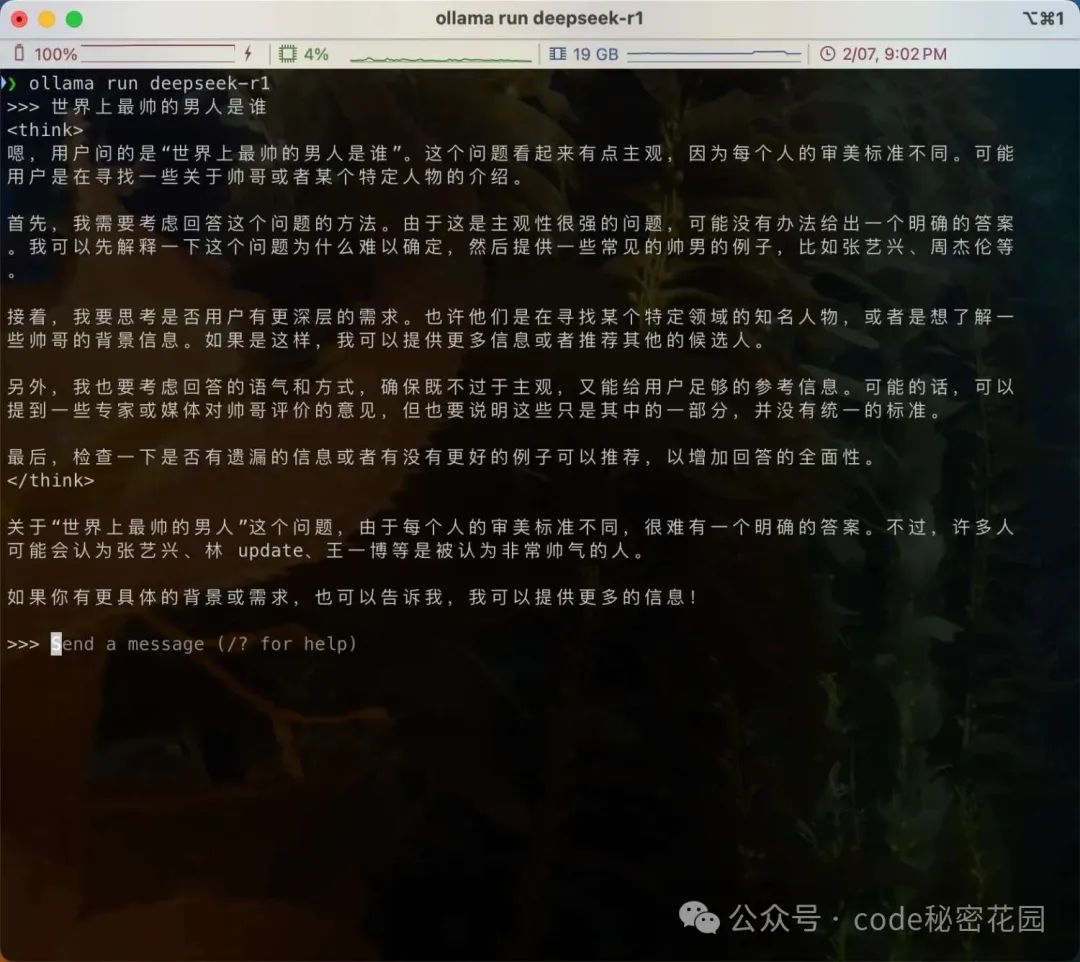 ollama run deepseek-r1
⌥⌘1
100% 4% 19 GB 2/07, 9:02 PM
❯ ollama run deepseek-r1
>>> 世界上最帅的男人是谁
<think>
嗯，用户问的是“世界上最帅的男人是谁”。这个问题看起来有点主观，因为每个人的审美标准不同。可能
用户是在寻找一些关于帅哥或者某个特定人物的介绍。
首先，我需要考虑回答这个问题的方法。由于这是主观性很强的问题，可能没有办法给出一个明确的答案
。我可以先解释一下这个问题为什么难以确定，然后提供一些常见的帅男的例子，比如张艺兴、周杰伦等
。
接着，我要思考是否用户有更深层的需求。也许他们是在寻找某个特定领域的知名人物，或者是想了解一
些帅哥的背景信息。如果是这样，我可以提供更多信息或者推荐其他的候选人。
另外，我也要考虑回答的语气和方式，确保既不过于主观，又能给用户足够的参考信息。可能的话，可以
提到一些专家或媒体对帅哥评价的意见，但也要说明这些只是其中的一部分，并没有统一的标准。
最后，检查一下是否有遗漏的信息或者有没有更好的例子可以推荐，以增加回答的全面性。
</think>
关于“世界上最帅的男人”这个问题，由于每个人的审美标准不同，很难有一个明确的答案。不过，许多人
可能会认为张艺兴、林 update、王一博等是被认为非常帅气的人。
如果你有更具体的背景或需求，也可以告诉我，我可以提供更多的信息！
>>> Send a message (/? for help)
公众号 · code秘密花园